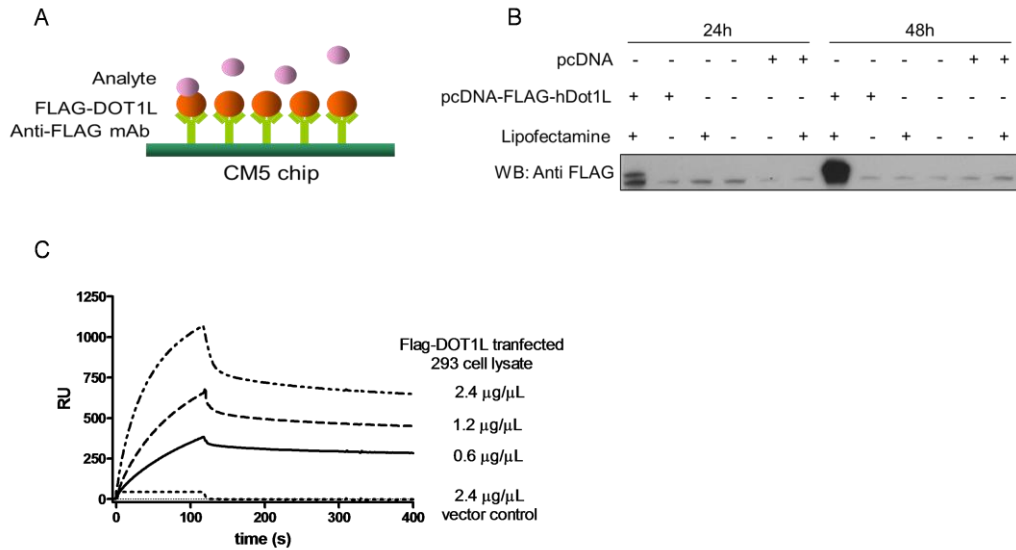 A
Analyte
FLAG-DOT1L
Anti-FLAG mAb
CM5 chip
B
24h 48h
pcDNA - - - - + + - - - - + +
pcDNA-FLAG-hDot1L + + - - - - + + - - - -
Lipofectamine + - + - - + + - + - - +
WB: Anti FLAG
C
RU
1250
1000
750
500
250
0
0 100 200 300 400
time (s)
Flag-DOT1L tranfected
293 cell lysate
2.4 µg/µL
1.2 µg/µL
0.6 µg/µL
2.4 µg/µL
vector control